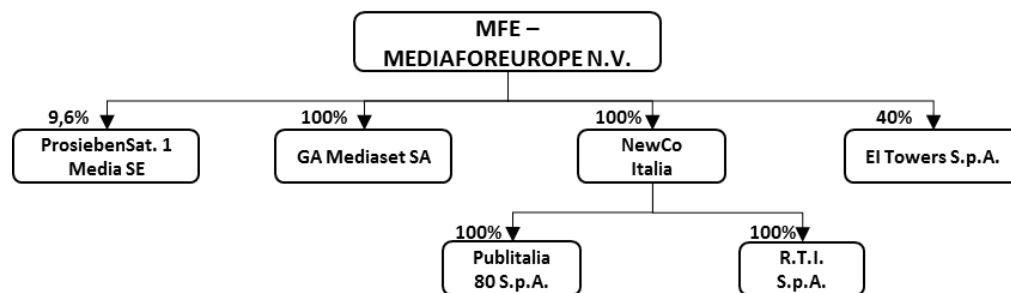 MFE –
MEDIAFOREUROPE N.V.
9,6%
100%
100%
40%
ProsiebenSat. 1
Media SE
GA Mediaset SA
NewCo
Italia
EI Towers S.p.A.
100%
100%
Publitalia
80 S.p.A.
R.T.I.
S.p.A.